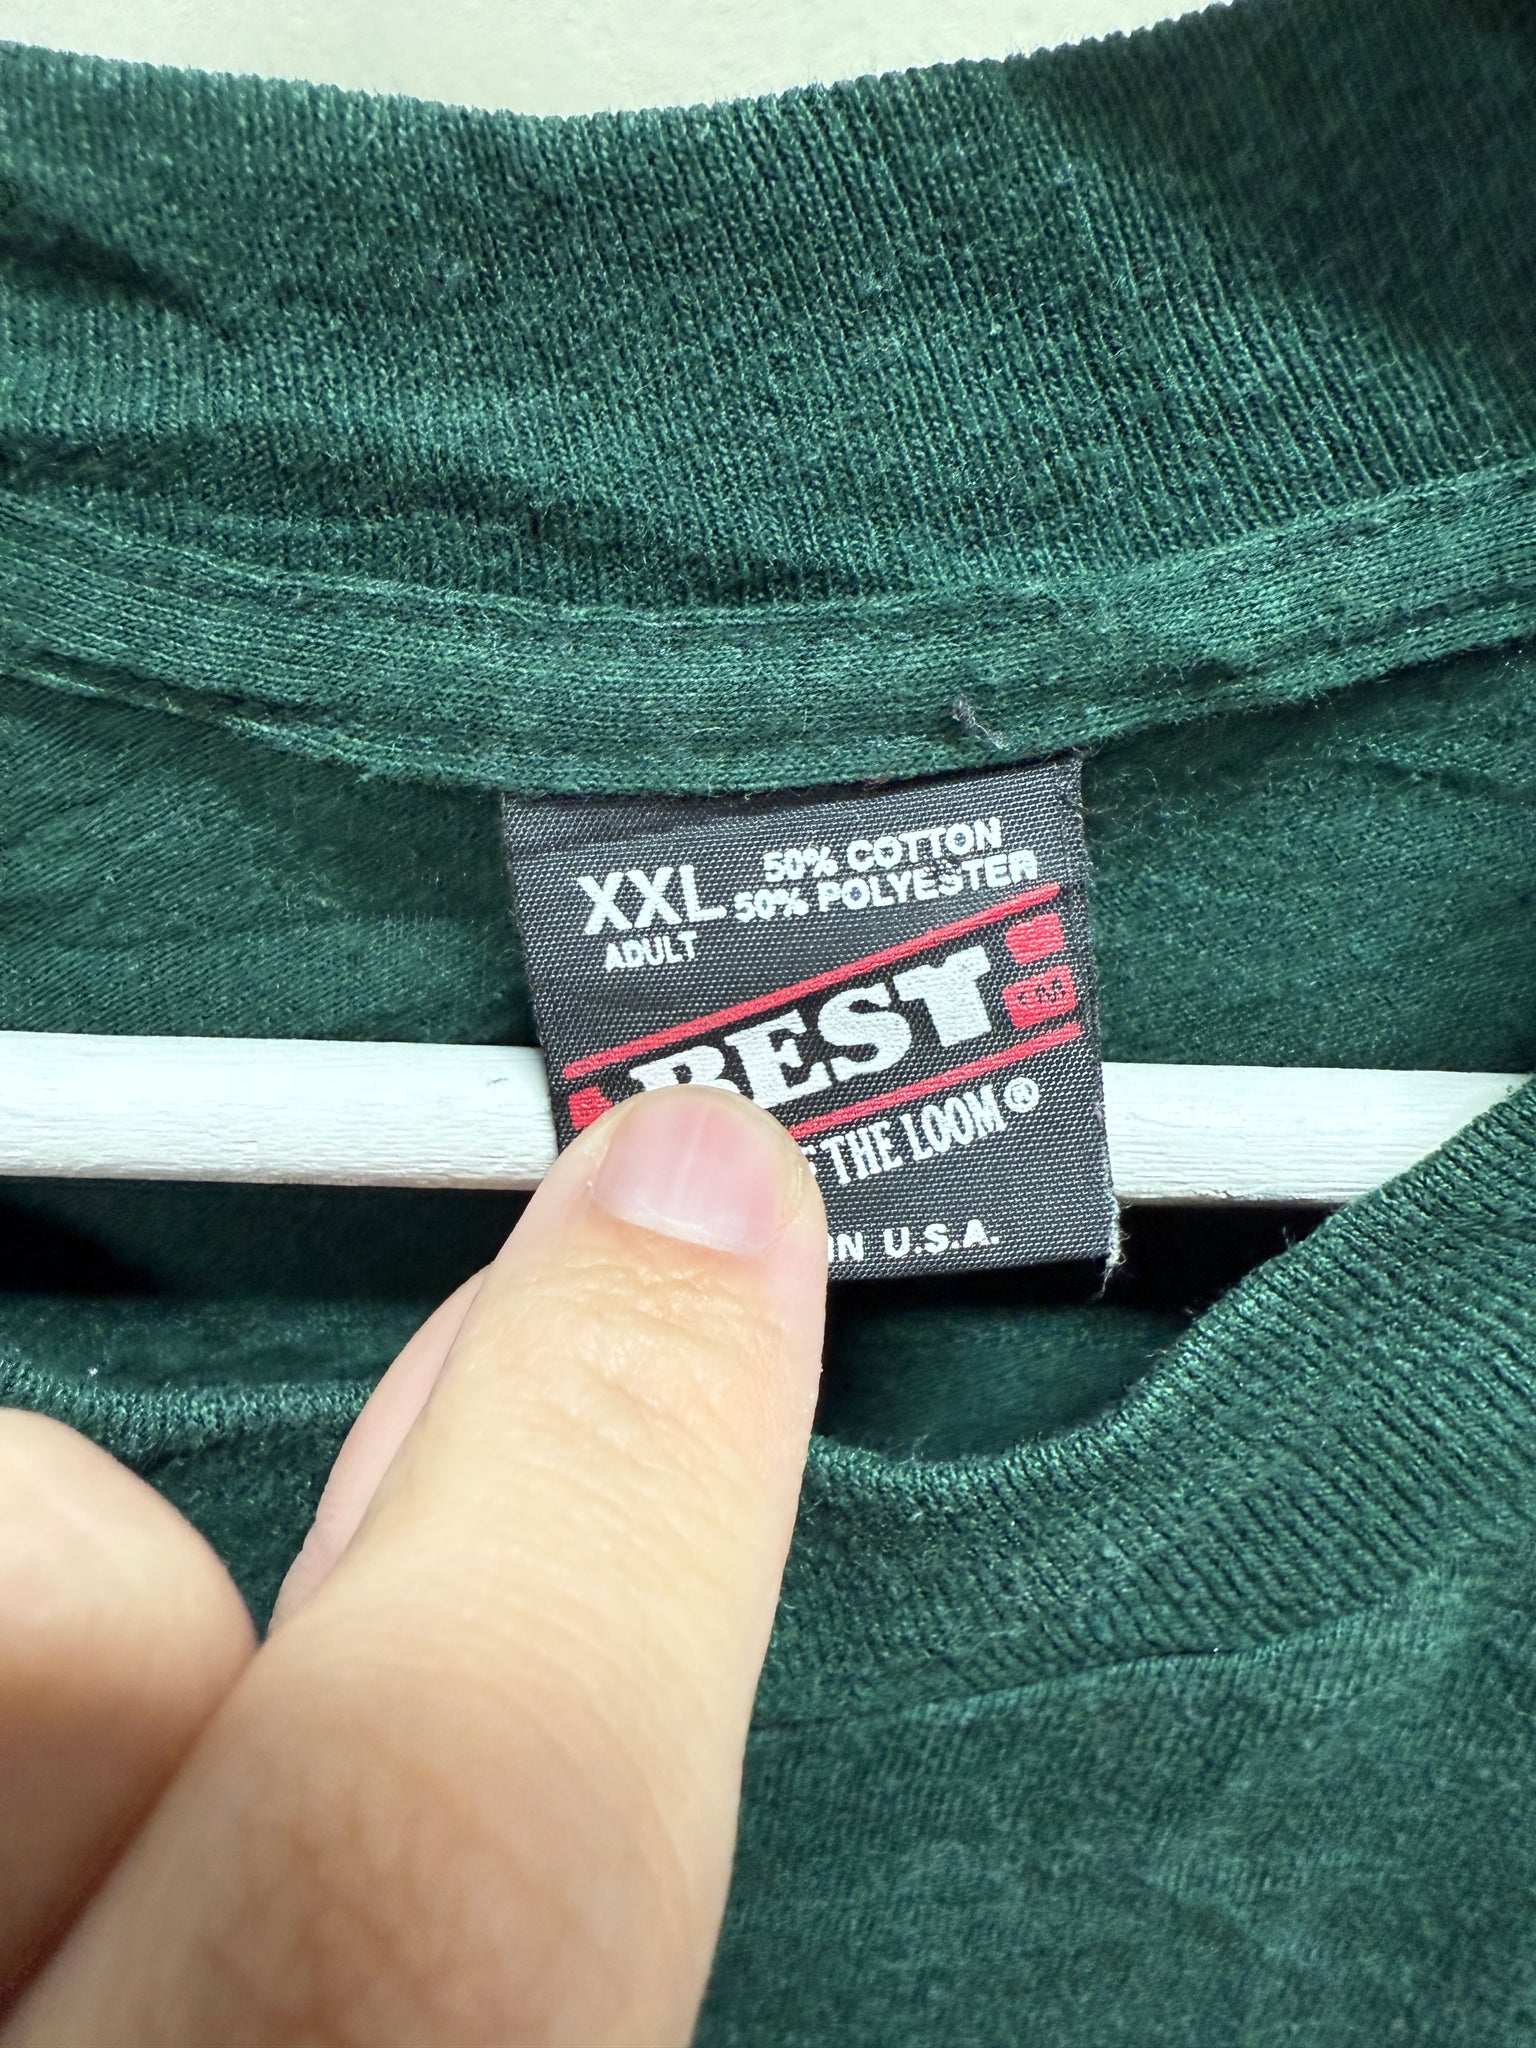 XXL 50% COTTON
50% POLYESTER
ADULT
BEST
THE LOOM®
IN U.S.A.